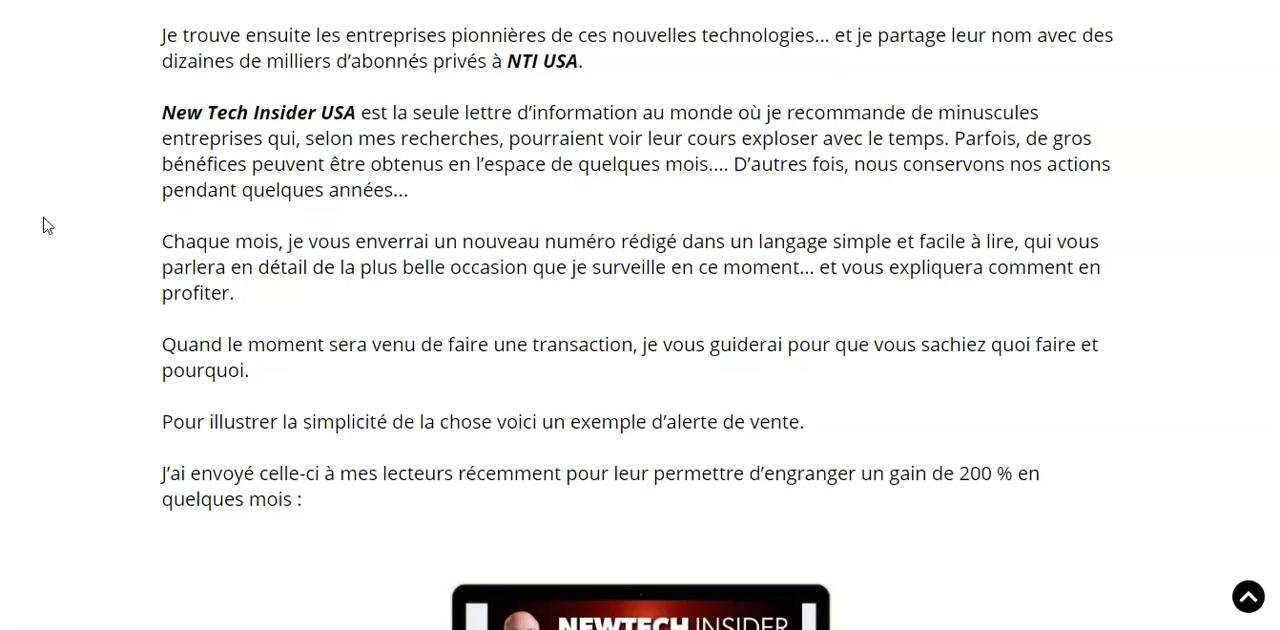 Je trouve ensuite les entreprises pionnières de ces nouvelles technologies... et je partage leur nom avec des
dizaines de milliers d’abonnés privés à NTI USA.
New Tech Insider USA est la seule lettre d’information au monde où je recommande de minuscules
entreprises qui, selon mes recherches, pourraient voir leur cours exploser avec le temps. Parfois, de gros
bénéfices peuvent être obtenus en l’espace de quelques mois.... D’autres fois, nous conservons nos actions
pendant quelques années...
Chaque mois, je vous enverrai un nouveau numéro rédigé dans un langage simple et facile à lire, qui vous
parlera en détail de la plus belle occasion que je surveille en ce moment... et vous expliquera comment en
profiter.
Quand le moment sera venu de faire une transaction, je vous guiderai pour que vous sachiez quoi faire et
pourquoi.
Pour illustrer la simplicité de la chose voici un exemple d’alerte de vente.
J’ai envoyé celle-ci à mes lecteurs récemment pour leur permettre d’engranger un gain de 200 % en
quelques mois :
NEWTECH INSIDER